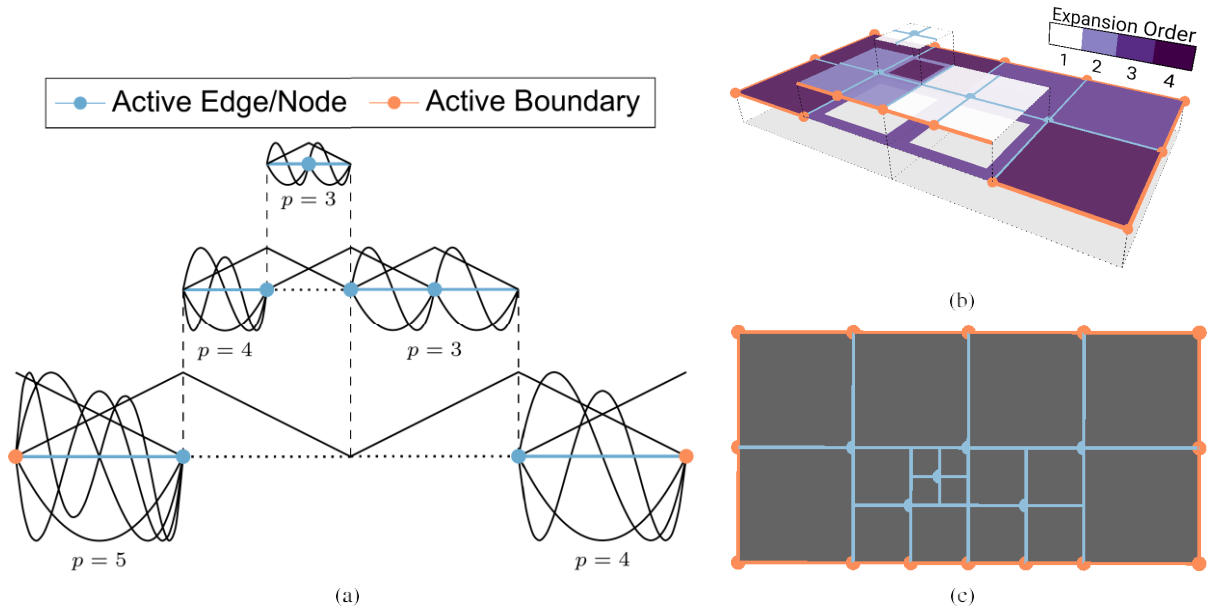 Active Edge/Node Active Boundary
p = 3
p = 4
p = 3
p = 5
p = 4
(a)
Expansion Order
1 2 3 4
(b)
(c)